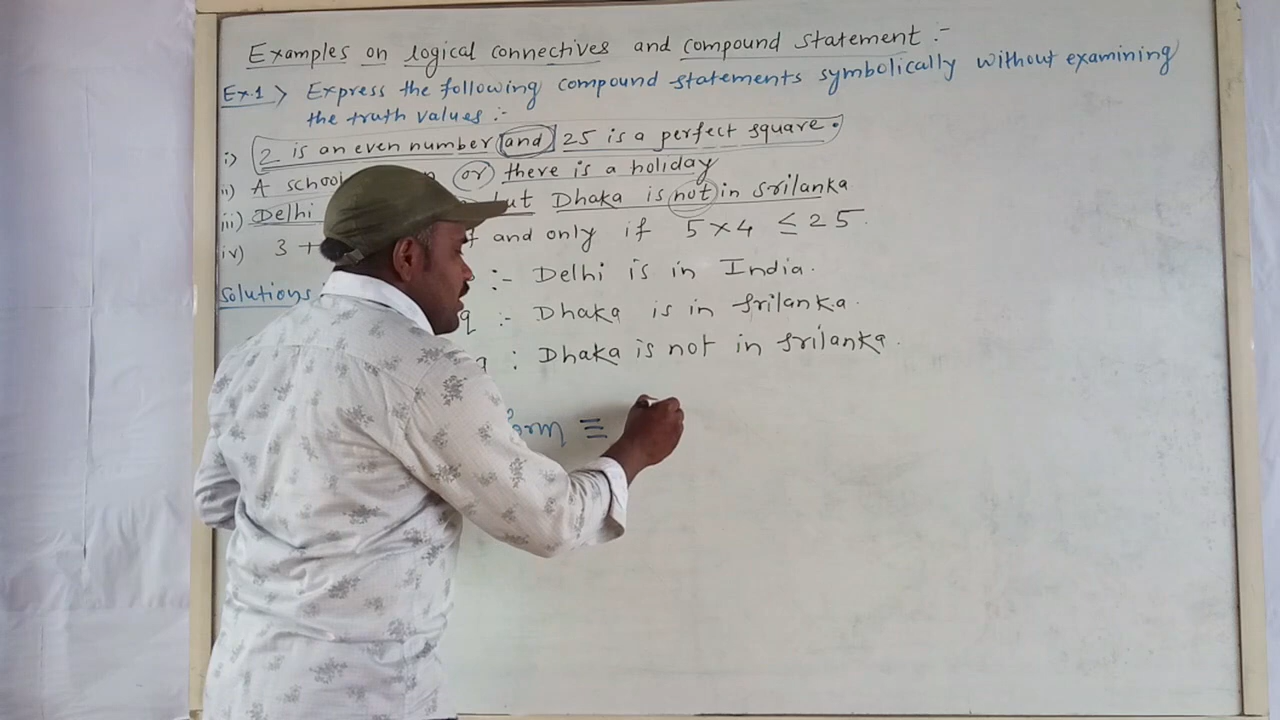 Examples on logical connectives and compound statement :-
Ex.1> Express the following compound statements symbolically without examining
the truth values :-
i) 2 is an even number and 25 is a perfect square.
ii) A school or there is a holiday
iii) Delhi but Dhaka is not in srilanka
iv) 3 + and only if 5 × 4 ≤ 25.
Solutions :- Delhi is in India.
q :- Dhaka is in srilanka.
: Dhaka is not in srilanka.
form ≡